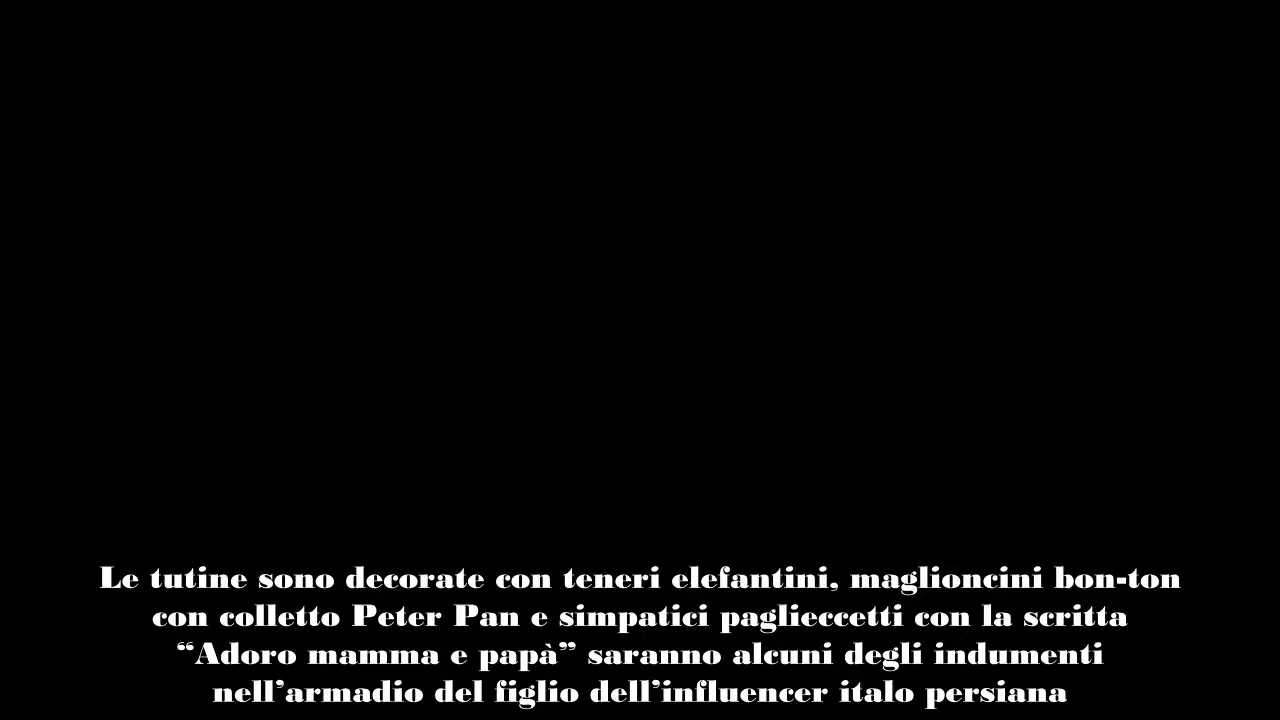 Le tutine sono decorate con teneri elefantini, maglioncini bon-ton
con colletto Peter Pan e simpatici paglieccetti con la scritta
“Adoro mamma e papà” saranno alcuni degli indumenti
nell’armadio del figlio dell’influencer italo persiana